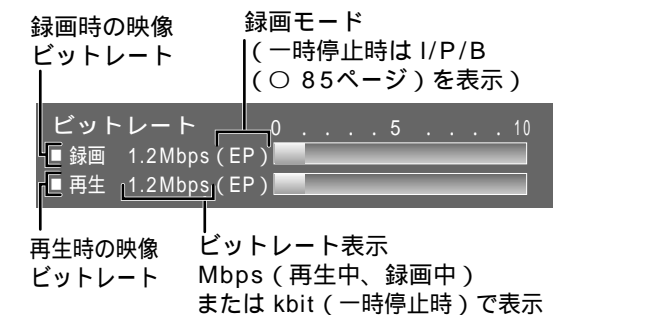 録画時の映像
ビットレート
録画モード
(一時停止時は I/P/B
(〇 85ページ)を表示)
ビットレート 0 . . . . 5 . . . . 10
録画 1.2Mbps(EP)
再生 1.2Mbps(EP)
再生時の映像
ビットレート
ビットレート表示
Mbps(再生中、録画中)
または kbit(一時停止時)で表示